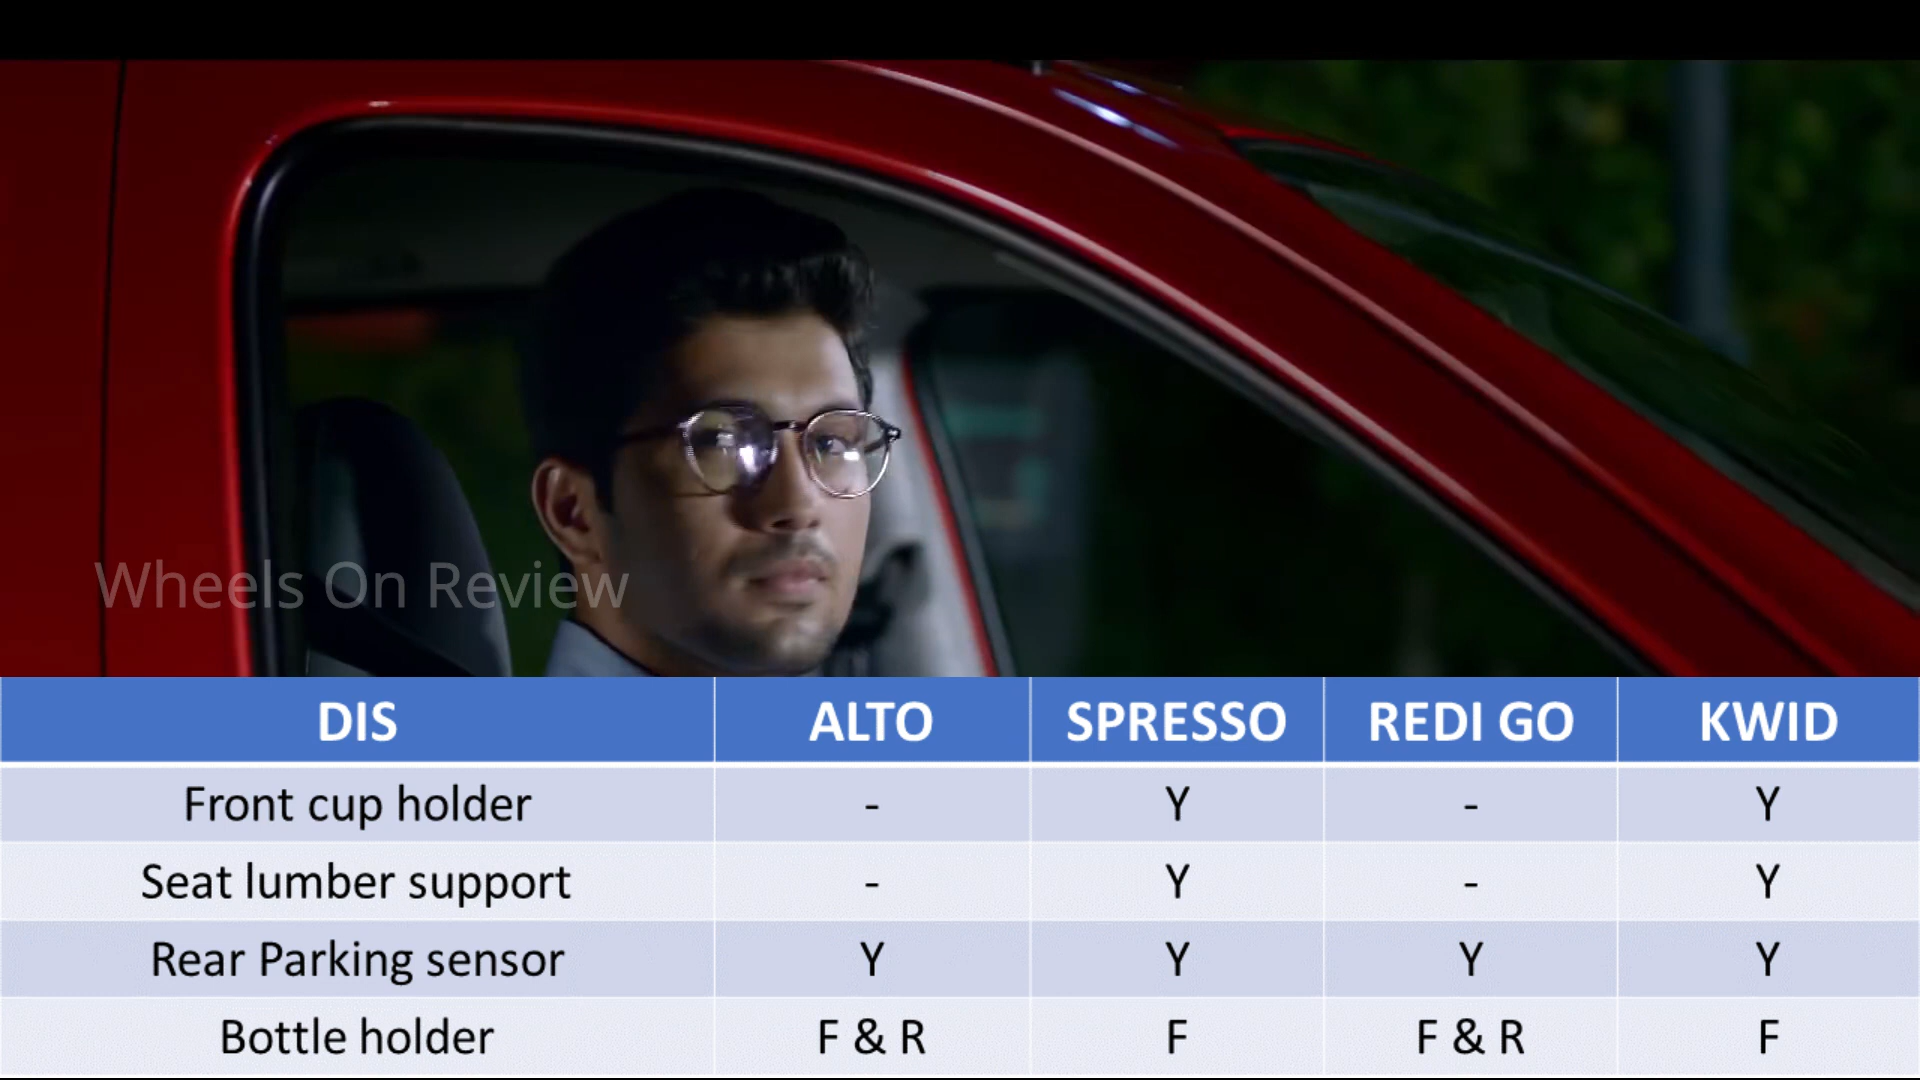 Wheels On Review
DIS ALTO SPRESSO REDI GO KWID
Front cup holder - Y - Y
Seat lumber support - Y - Y
Rear Parking sensor Y Y Y Y
Bottle holder F & R F F & R F